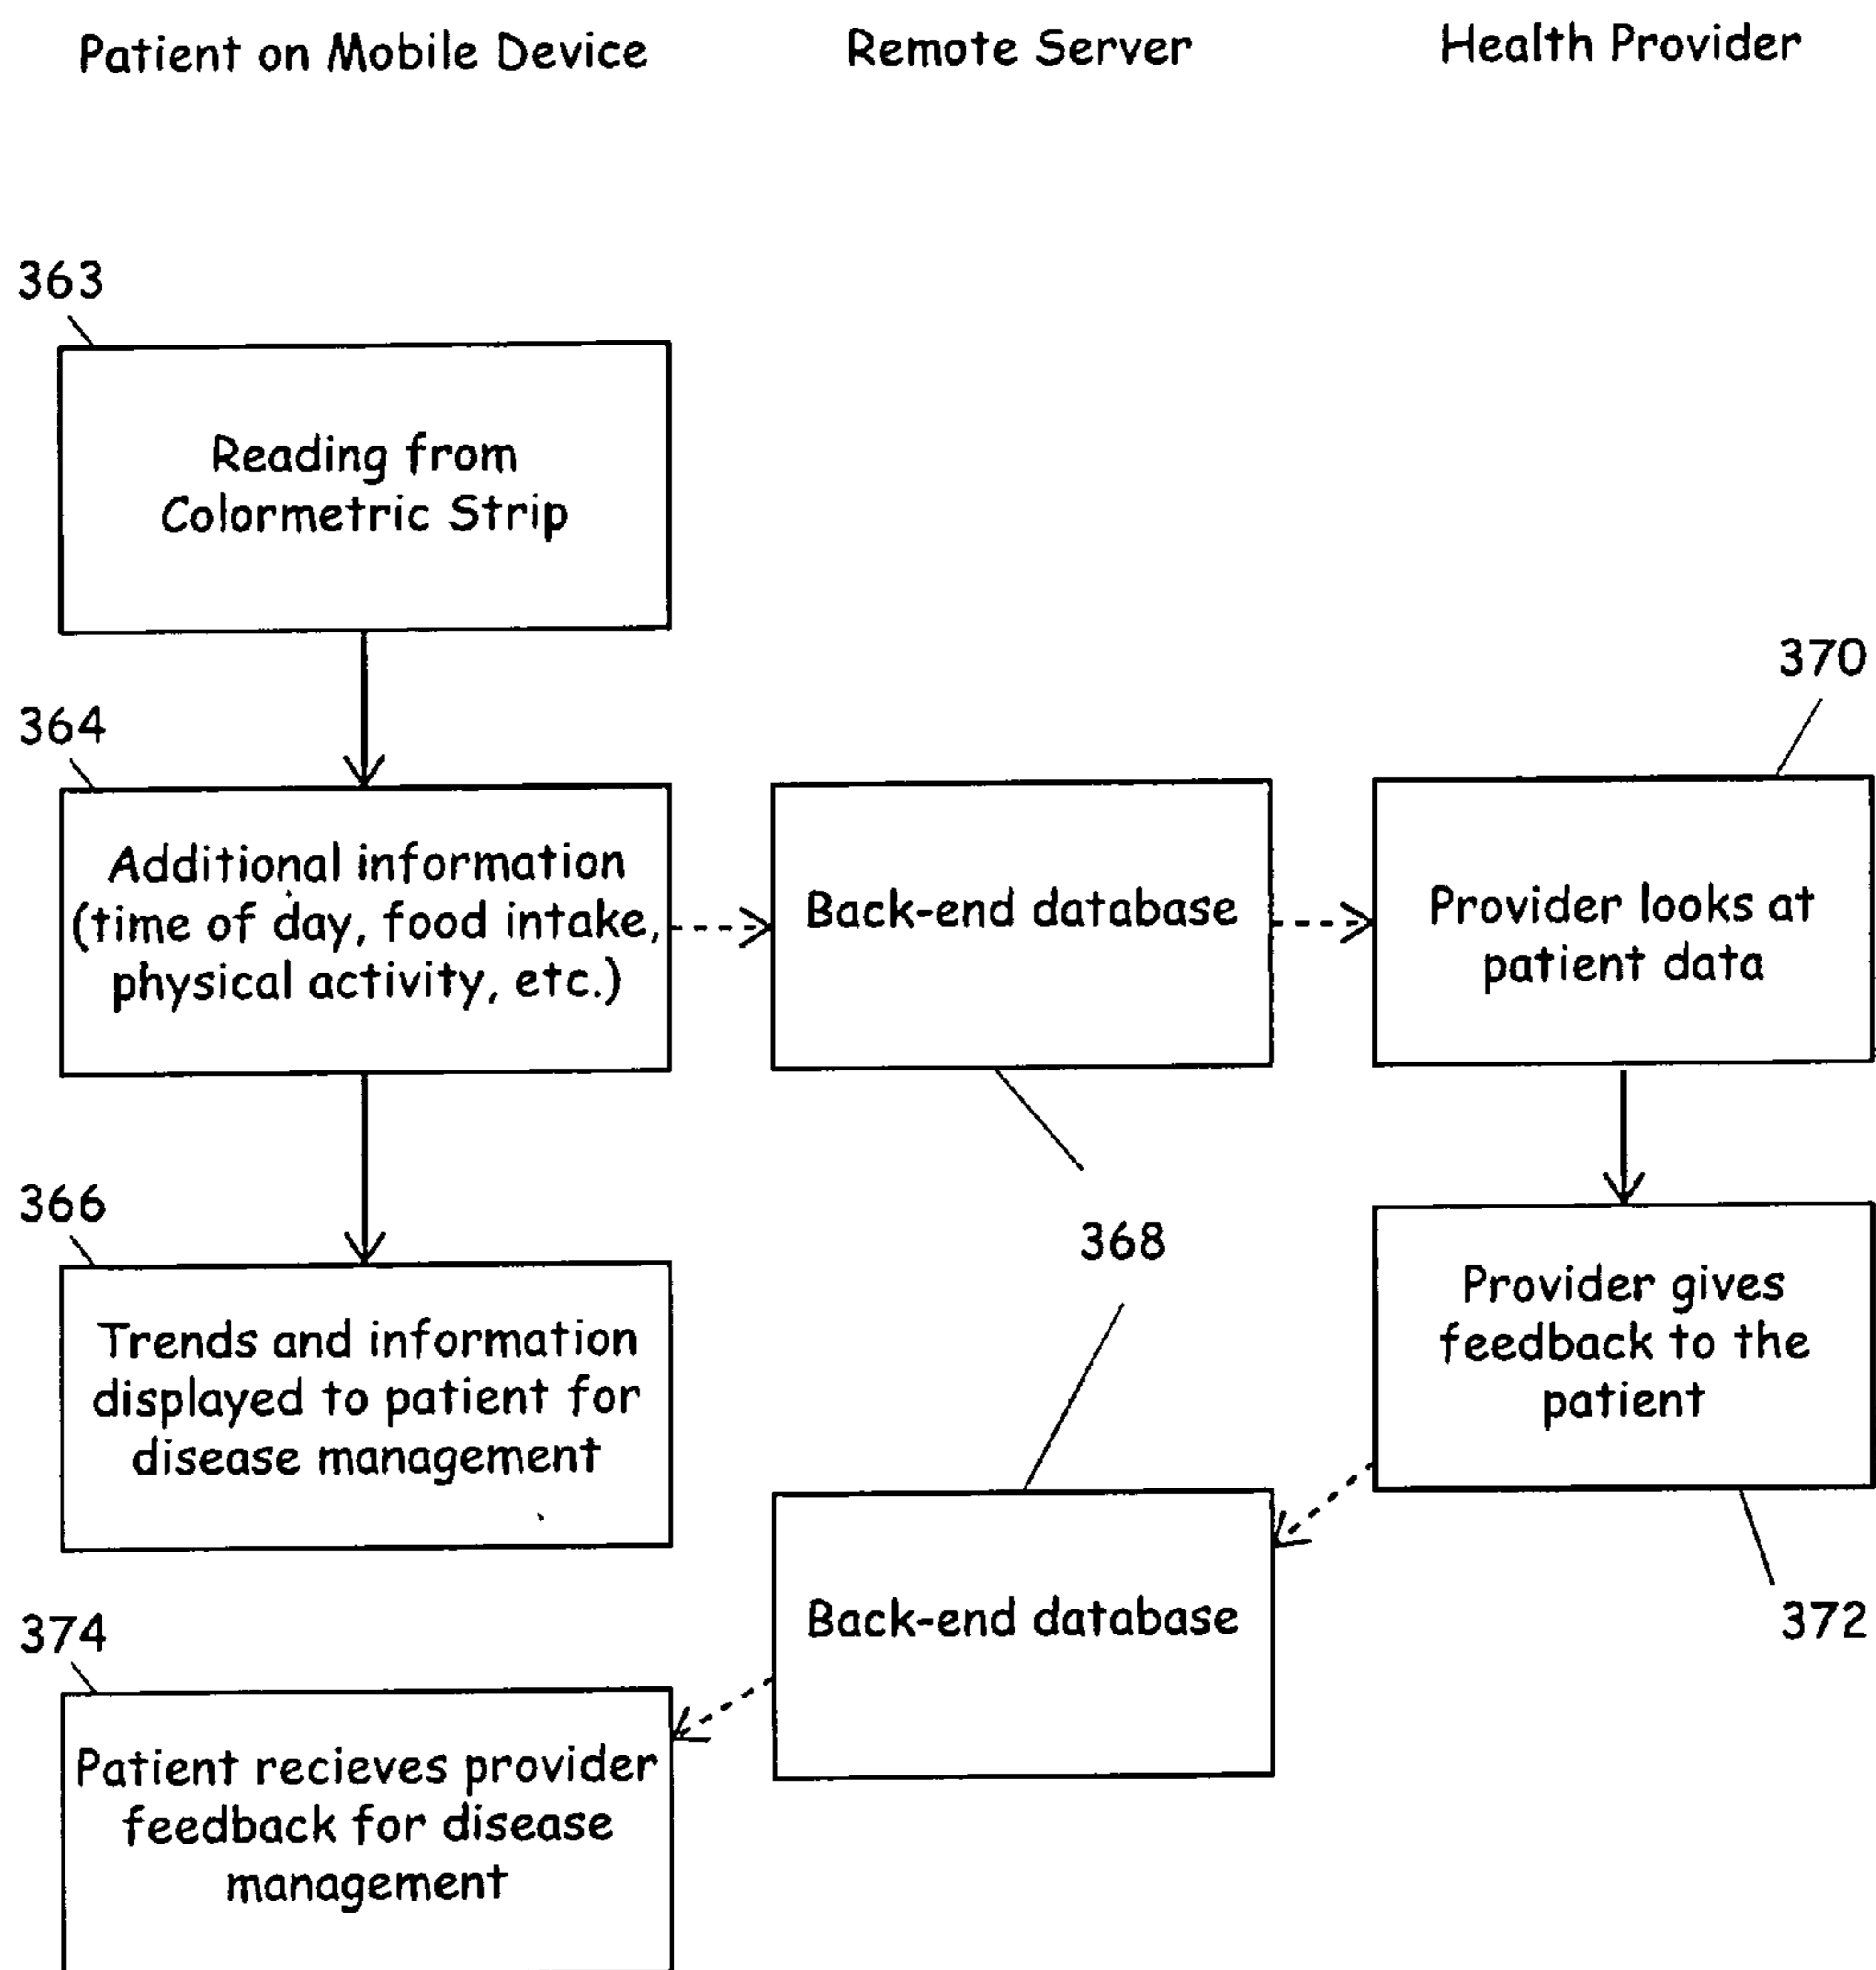 Patient on Mobile Device
Remote Server
Health Provider
363
Reading from
Colormetric Strip
370
364
Additional information
(time of day, food intake,
physical activity, etc.)
Back-end database
Provider looks at
patient data
366
368
Trends and information
displayed to patient for
disease management
Provider gives
feedback to the
patient
374
Back-end database
372
Patient recieves provider
feedback for disease
management